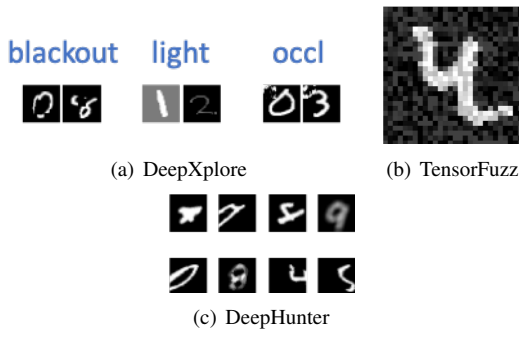 blackout light occl
(a) DeepXplore
(b) TensorFuzz
(c) DeepHunter